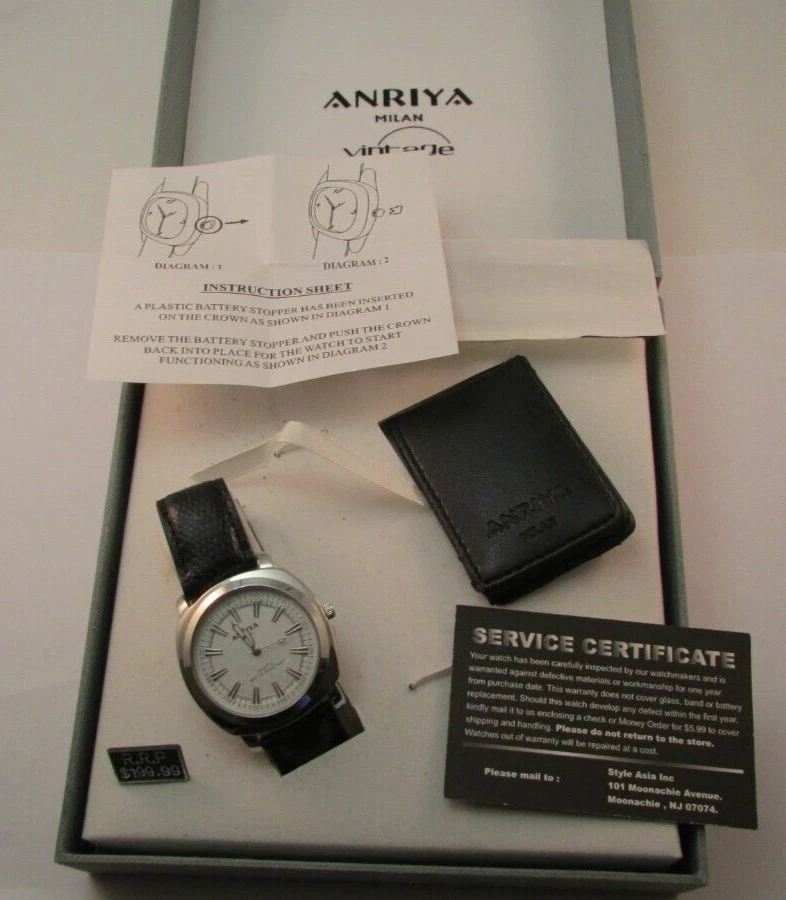 ANRIYA
MILAN
vintage
DIAGRAM : 1
DIAGRAM : 2
INSTRUCTION SHEET
A PLASTIC BATTERY STOPPER HAS BEEN INSERTED
ON THE CROWN AS SHOWN IN DIAGRAM 1
REMOVE THE BATTERY STOPPER AND PUSH THE CROWN
BACK INTO PLACE FOR THE WATCH TO START
FUNCTIONING AS SHOWN IN DIAGRAM 2
ANRIYA
MILAN
ANRIYA
R.R.P
$199.99
SERVICE CERTIFICATE
Your watch has been carefully inspected by our watchmakers and is
warranted against defective materials or workmanship for one year
from purchase date. This warranty does not cover glass, band or battery
replacement. Should this watch develop any defect within the first year,
kindly mail it to us enclosing a check or Money Order for $5.99 to cover
shipping and handling. Please do not return to the store.
Watches out of warranty will be repaired at a cost.
Please mail to :
Style Asia Inc
101 Moonachie Avenue.
Moonachie , NJ 07074.